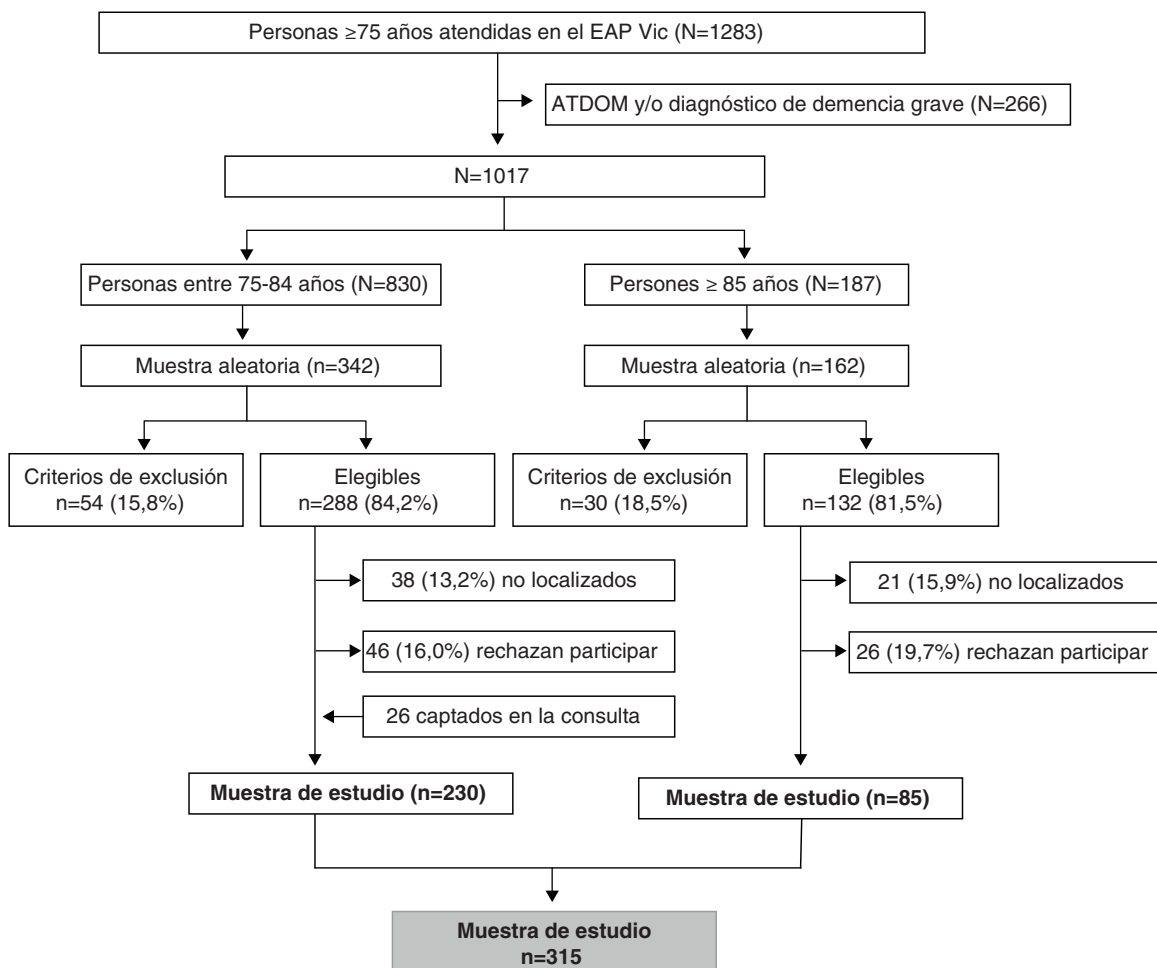 Personas ≥75 años atendidas en el EAP Vic (N=1283)
ATDOM y/o diagnóstico de demencia grave (N=266)
N=1017
Personas entre 75-84 años (N=830)
Persones ≥ 85 años (N=187)
Muestra aleatoria (n=342)
Muestra aleatoria (n=162)
Criterios de exclusión
n=54 (15,8%)
Elegibles
n=288 (84,2%)
Criterios de exclusión
n=30 (18,5%)
Elegibles
n=132 (81,5%)
38 (13,2%) no localizados
21 (15,9%) no localizados
46 (16,0%) rechazan participar
26 (19,7%) rechazan participar
26 captados en la consulta
Muestra de estudio (n=230)
Muestra de estudio (n=85)
Muestra de estudio
n=315